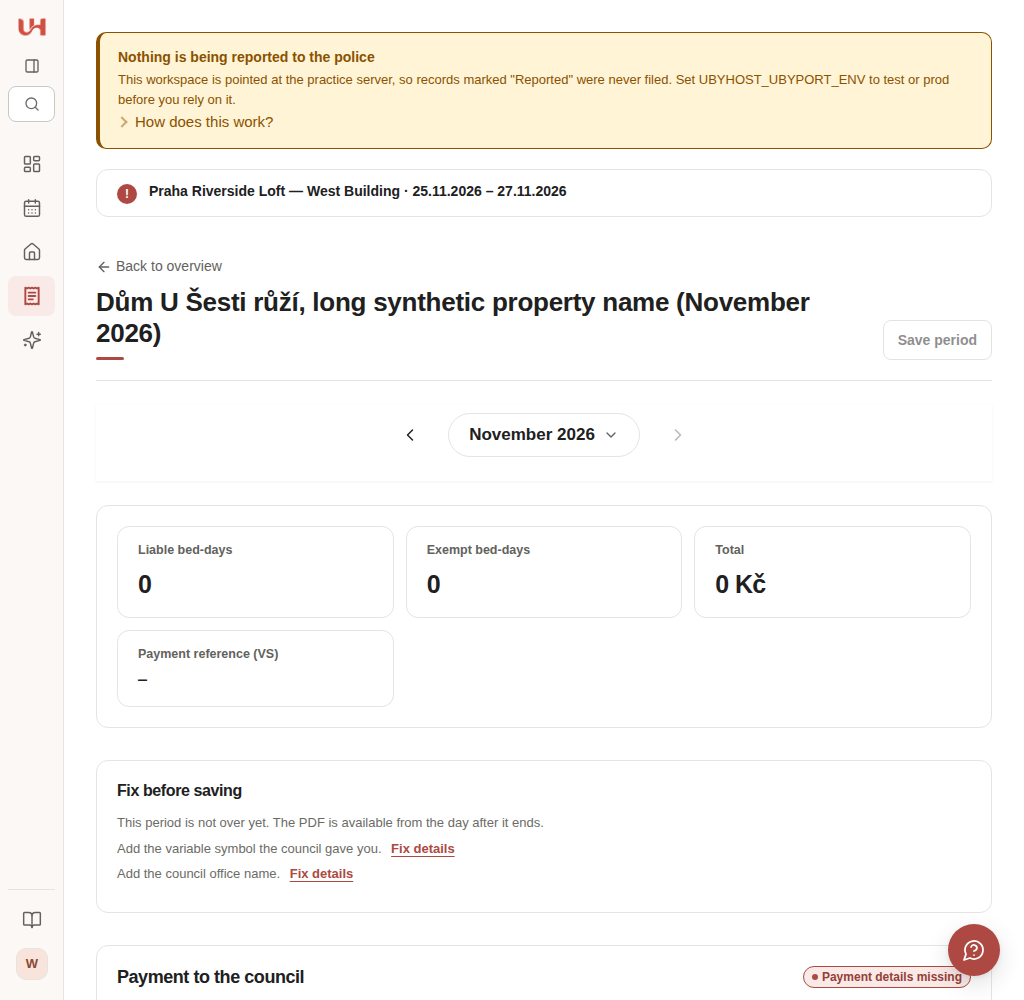 Nothing is being reported to the police
This workspace is pointed at the practice server, so records marked "Reported" were never filed. Set UBYHOST_UBYPORT_ENV to test or prod
before you rely on it.
How does this work?
Praha Riverside Loft — West Building · 25.11.2026 – 27.11.2026
Back to overview
Dům U Šesti růží, long synthetic property name (November
2026)
Save period
November 2026
Liable bed-days
0
Exempt bed-days
0
Total
0 Kč
Payment reference (VS)
–
Fix before saving
This period is not over yet. The PDF is available from the day after it ends.
Add the variable symbol the council gave you. Fix details
Add the council office name. Fix details
W
Payment to the council
Payment details missing